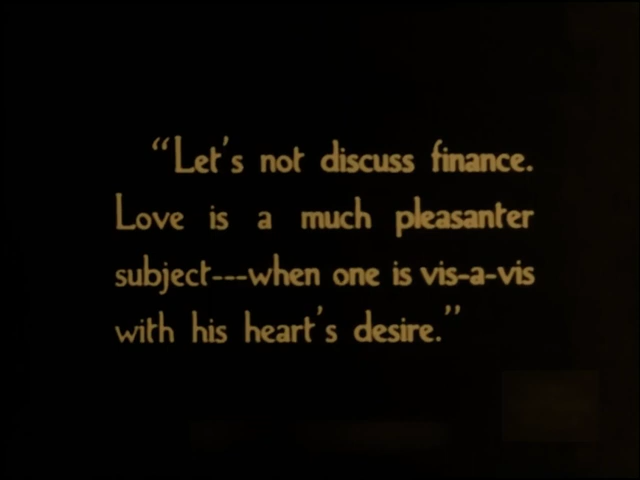 “Let's not discuss finance.
Love is a much pleasanter
subject---when one is vis-a-vis
with his heart's desire.”